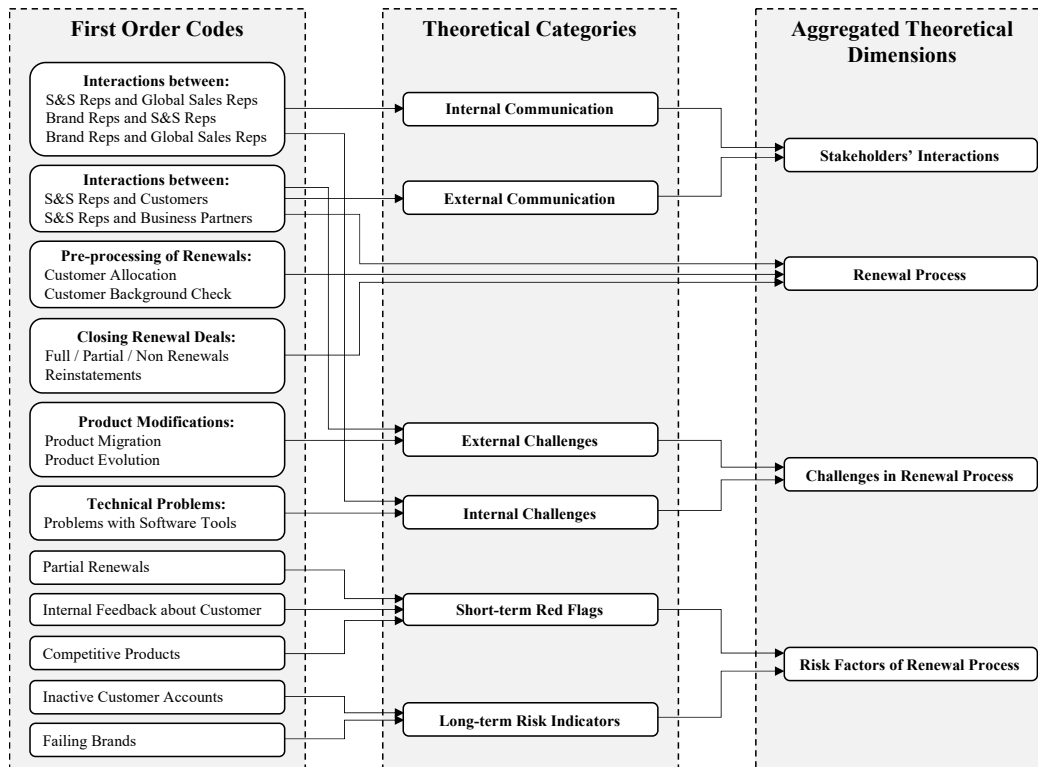 First Order Codes
Interactions between:
S&S Reps and Global Sales Reps
Brand Reps and S&S Reps
Brand Reps and Global Sales Reps
Interactions between:
S&S Reps and Customers
S&S Reps and Business Partners
Pre-processing of Renewals:
Customer Allocation
Customer Background Check
Closing Renewal Deals:
Full / Partial / Non Renewals
Reinstatements
Product Modifications:
Product Migration
Product Evolution
Technical Problems:
Problems with Software Tools
Partial Renewals
Internal Feedback about Customer
Competitive Products
Inactive Customer Accounts
Failing Brands
Theoretical Categories
Internal Communication
External Communication
External Challenges
Internal Challenges
Short-term Red Flags
Long-term Risk Indicators
Aggregated Theoretical
Dimensions
Stakeholders’ Interactions
Renewal Process
Challenges in Renewal Process
Risk Factors of Renewal Process